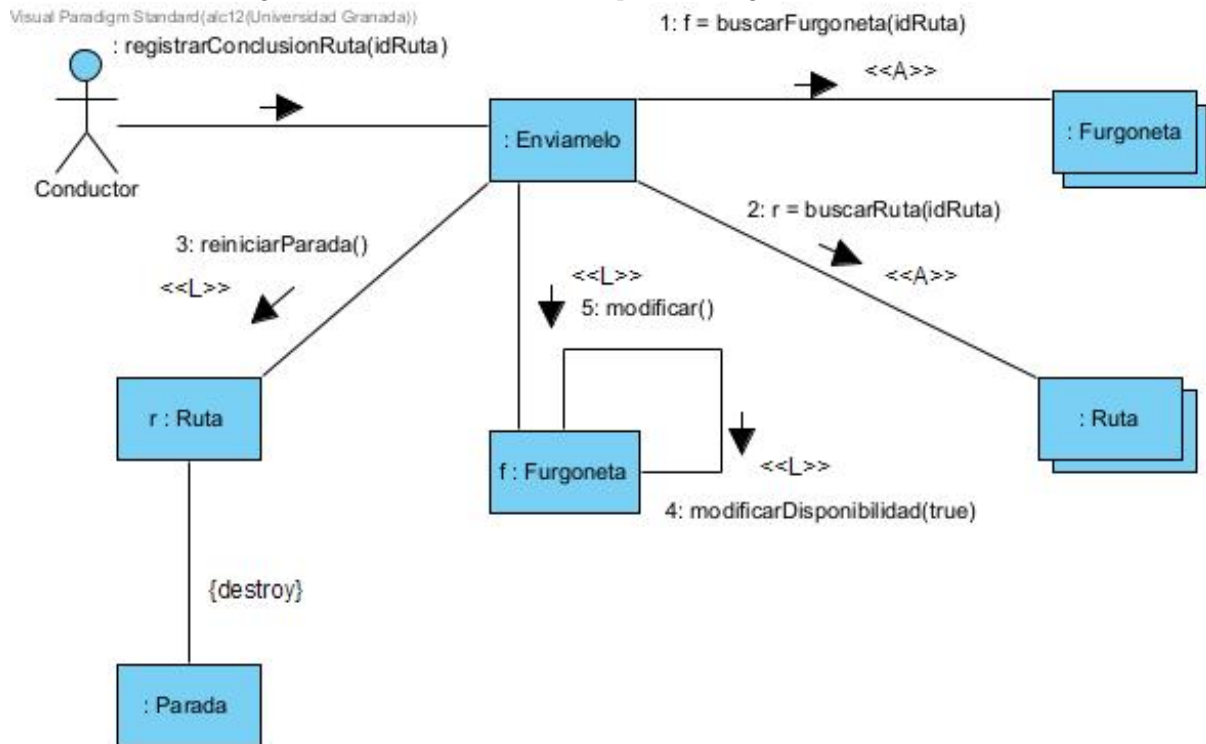 Visual Paradigm Standard(alc12(Universidad Granada))
: registrarConclusionRuta(idRuta)
1: f = buscarFurgoneta(idRuta)
<<A>>
: Enviamelo
: Furgoneta
Conductor
2: r = buscarRuta(idRuta)
3: reiniciarParada()
<<L>>
<<L>>
<<A>>
5: modificar()
r : Ruta
: Ruta
f : Furgoneta
<<L>>
4: modificarDisponibilidad(true)
{destroy}
: Parada